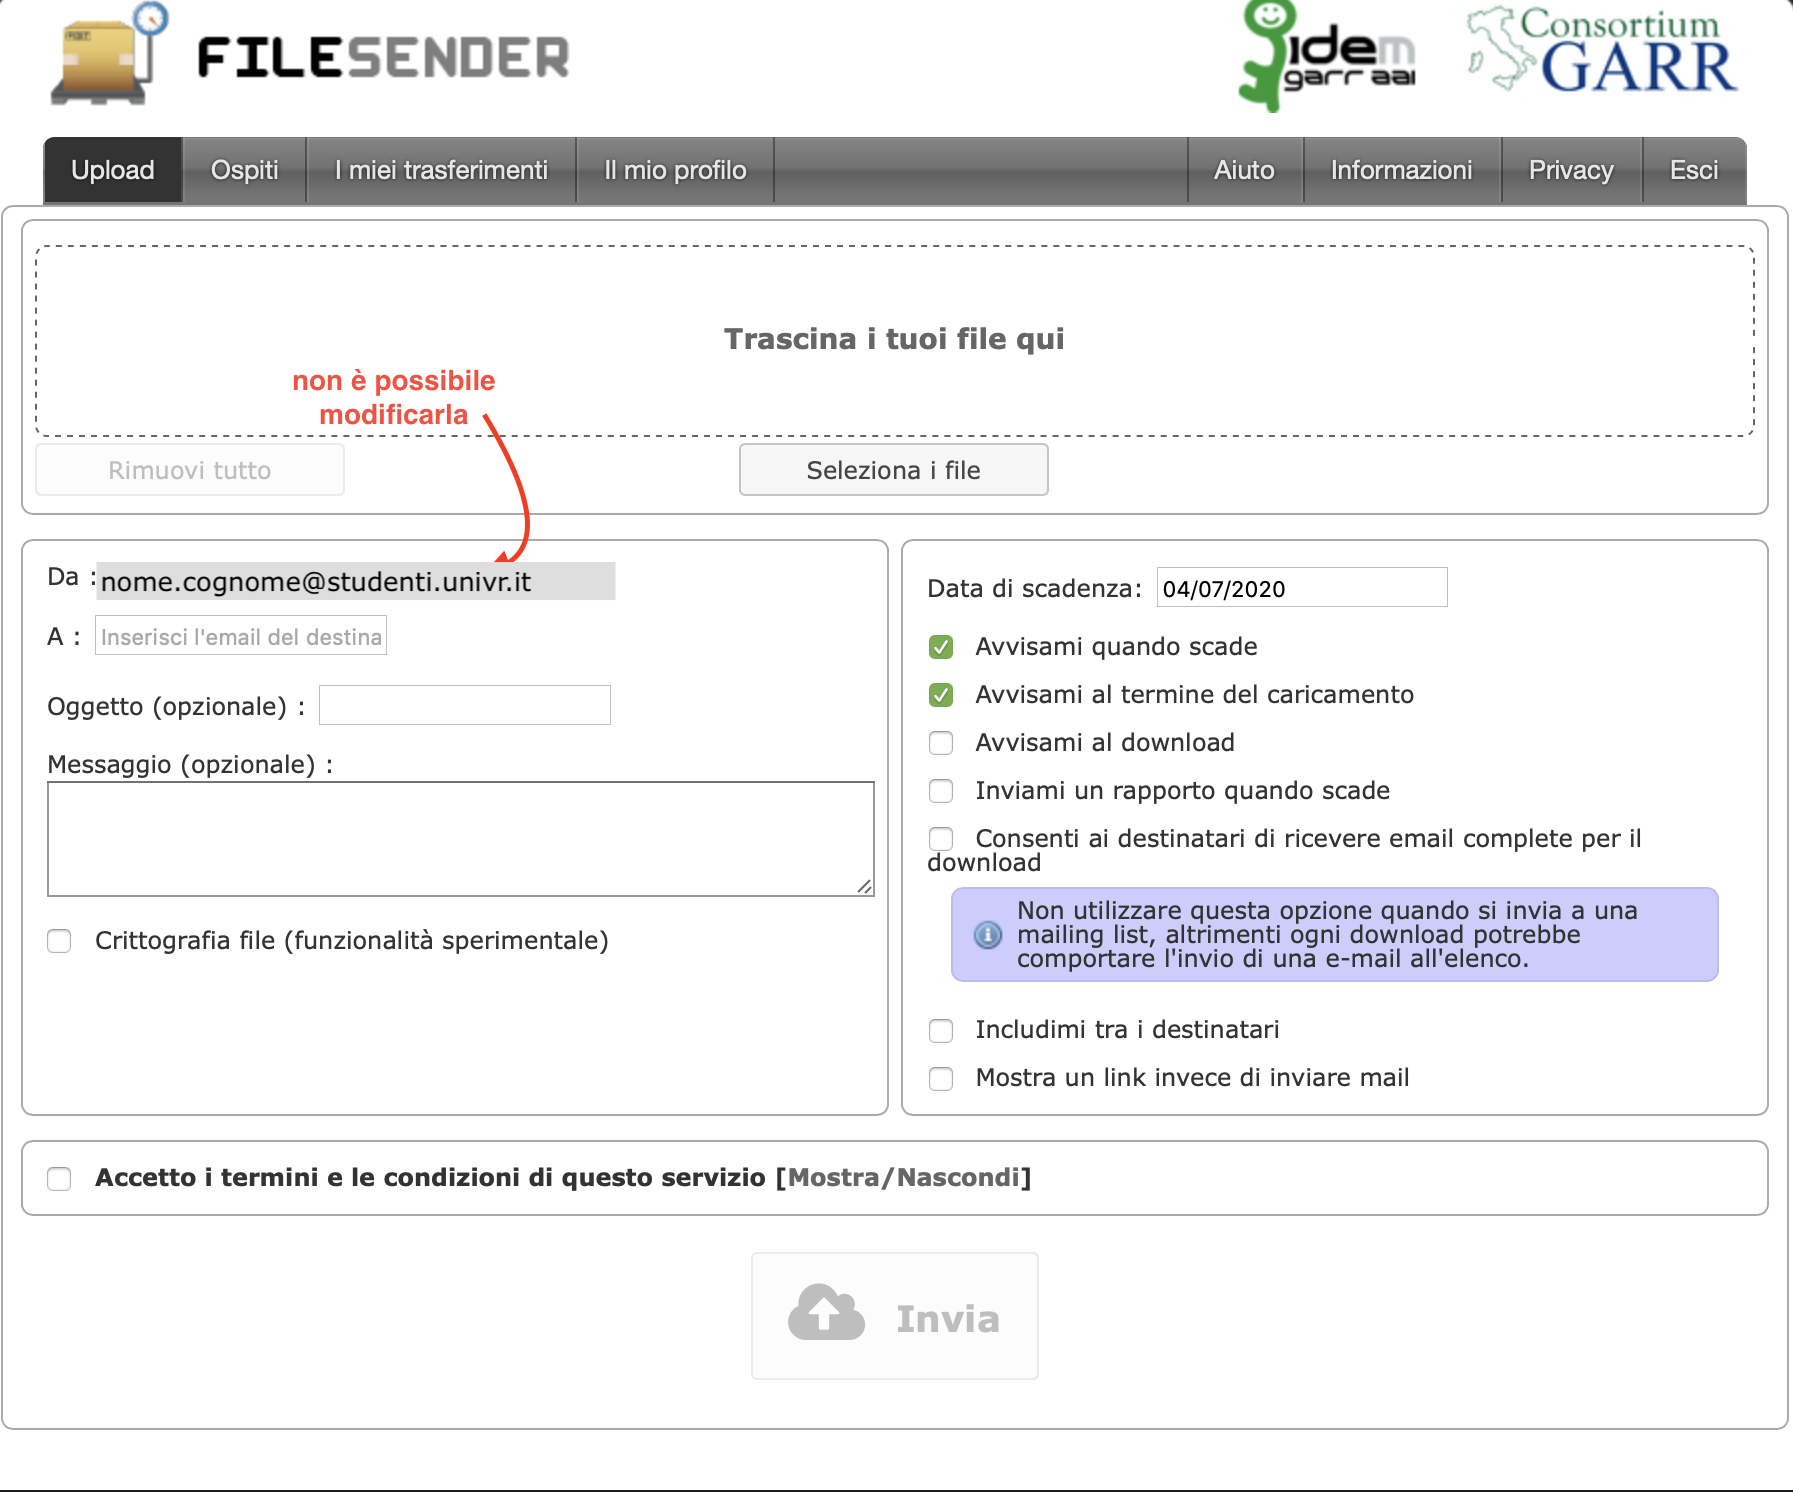 FILESENDER
idem
garr aai
Consortium
GARR
Upload
Ospiti
I miei trasferimenti
Il mio profilo
Aiuto
Informazioni
Privacy
Esci
Trascina i tuoi file qui
non è possibile
modificarla
Rimuovi tutto
Seleziona i file
Da : nome.cognome@studenti.univr.it
A : Inserisci l'email del destina
Oggetto (opzionale) :
Messaggio (opzionale) :
Crittografia file (funzionalità sperimentale)
Data di scadenza: 04/07/2020
Avvisami quando scade
Avvisami al termine del caricamento
Avvisami al download
Inviami un rapporto quando scade
Consenti ai destinatari di ricevere email complete per il
download
Non utilizzare questa opzione quando si invia a una
mailing list, altrimenti ogni download potrebbe
comportare l'invio di una e-mail all'elenco.
Includimi tra i destinatari
Mostra un link invece di inviare mail
Accetto i termini e le condizioni di questo servizio [Mostra/Nascondi]
Invia